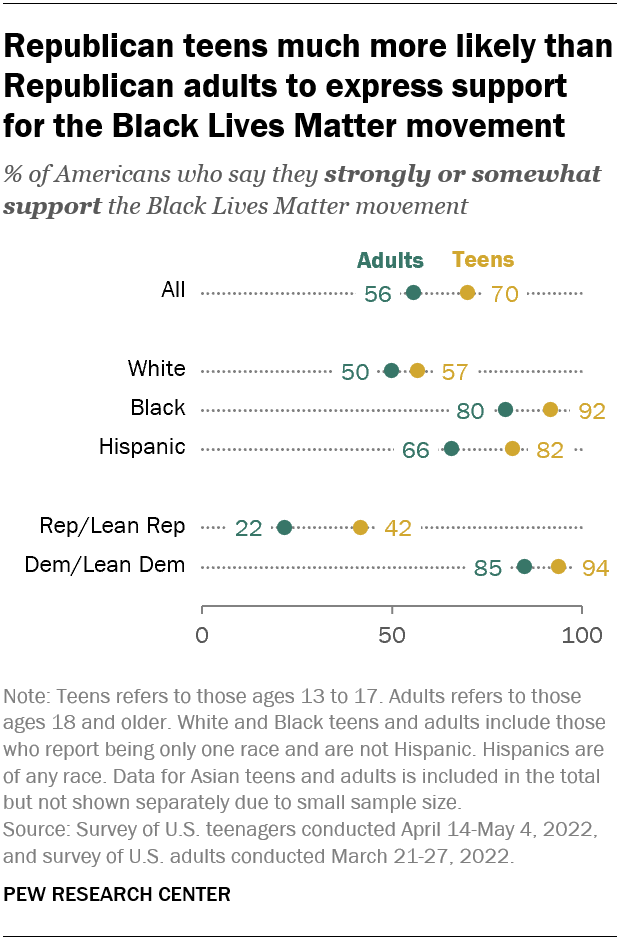 Republican teens much more likely than
Republican adults to express support
for the Black Lives Matter movement
% of Americans who say they strongly or somewhat
support the Black Lives Matter movement
Adults Teens
All 56 70
White 50 57
Black 80 92
Hispanic 66 82
Rep/Lean Rep 22 42
Dem/Lean Dem 85 94
0 50 100
Note: Teens refers to those ages 13 to 17. Adults refers to those
ages 18 and older. White and Black teens and adults include those
who report being only one race and are not Hispanic. Hispanics are
of any race. Data for Asian teens and adults is included in the total
but not shown separately due to small sample size.
Source: Survey of U.S. teenagers conducted April 14-May 4, 2022,
and survey of U.S. adults conducted March 21-27, 2022.
PEW RESEARCH CENTER